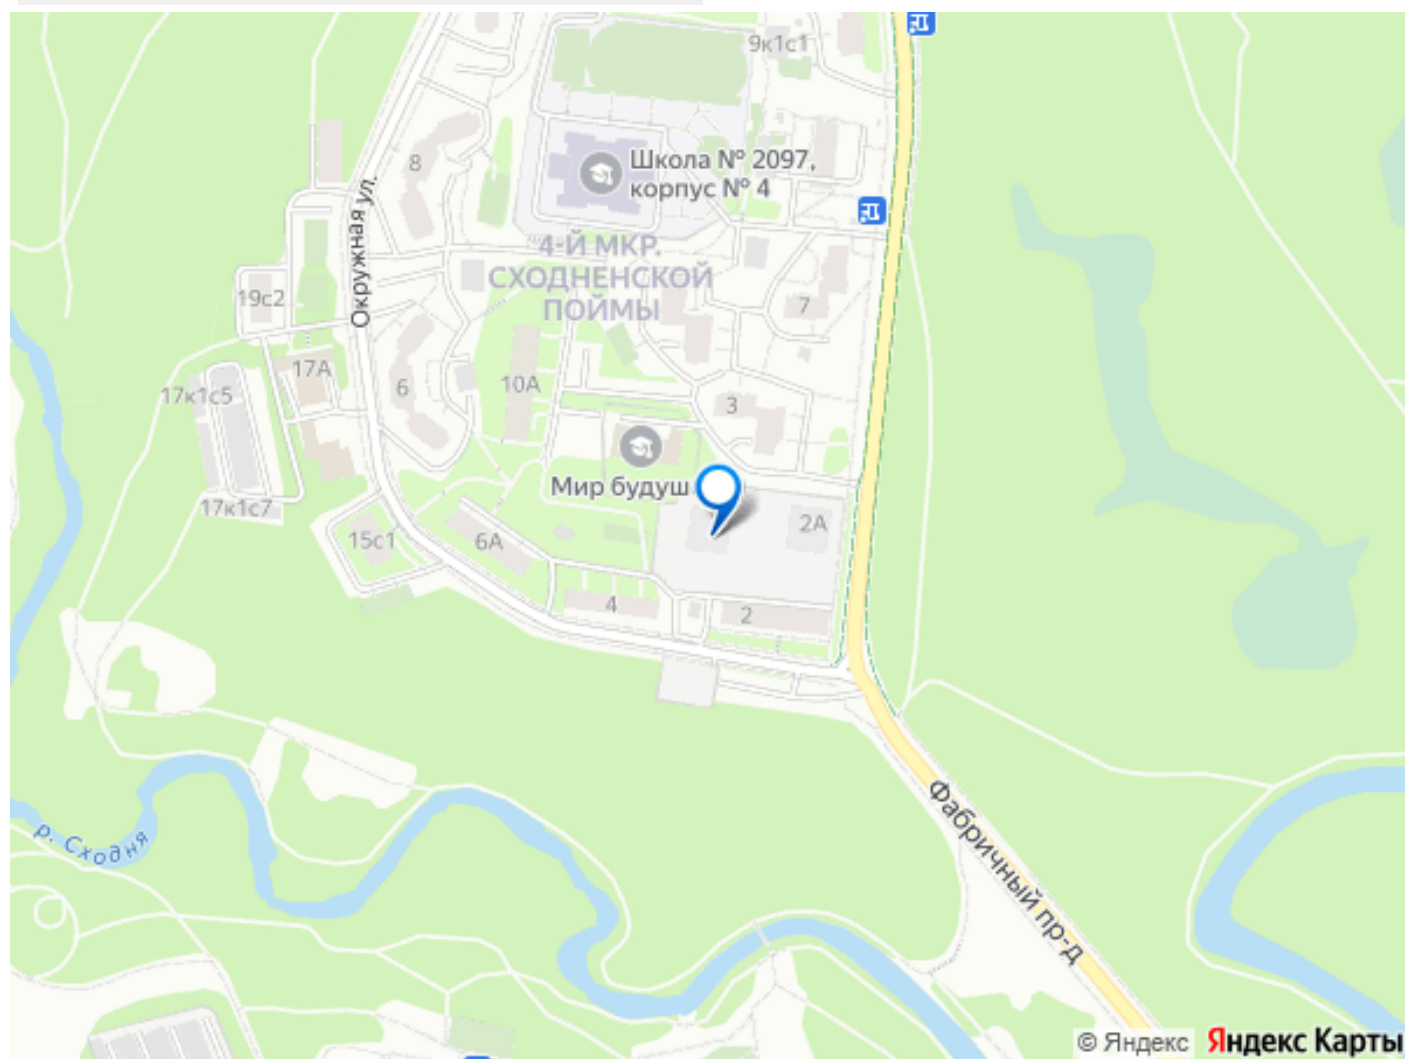 9к1с1
Школа № 2097,
корпус № 4
8
Окружная ул.
4-Й МКР.
СХОДНЕНСКОЙ
ПОЙМЫ
19с2
7
17А
17к1с5
6
10А
3
Мир будущ
17к1с7
2А
15с1
6А
4
2
Фабричный пр-д
р. Сходня
© Яндекс Яндекс Карты